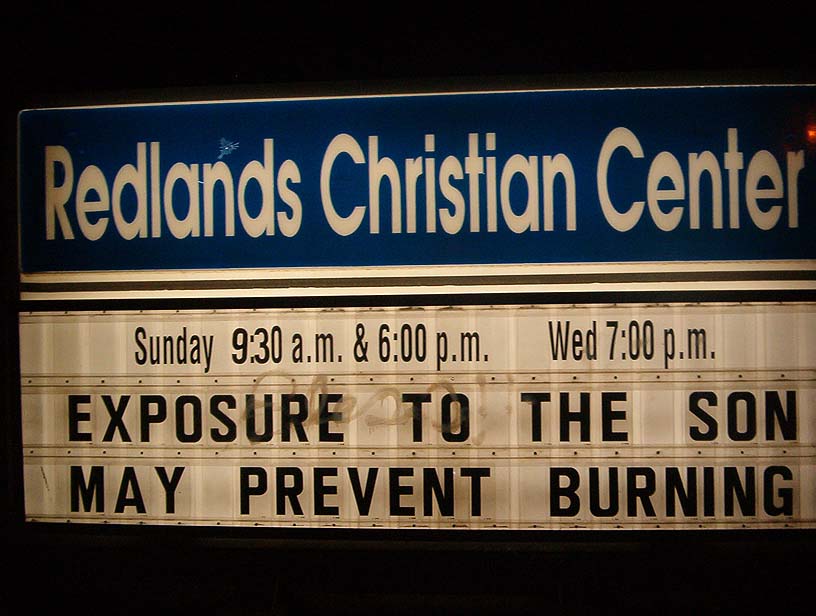 Redlands Christian Center
Sunday 9:30 a.m. & 6:00 p.m. Wed 7:00 p.m.
EXPOSURE TO THE SON
MAY PREVENT BURNING